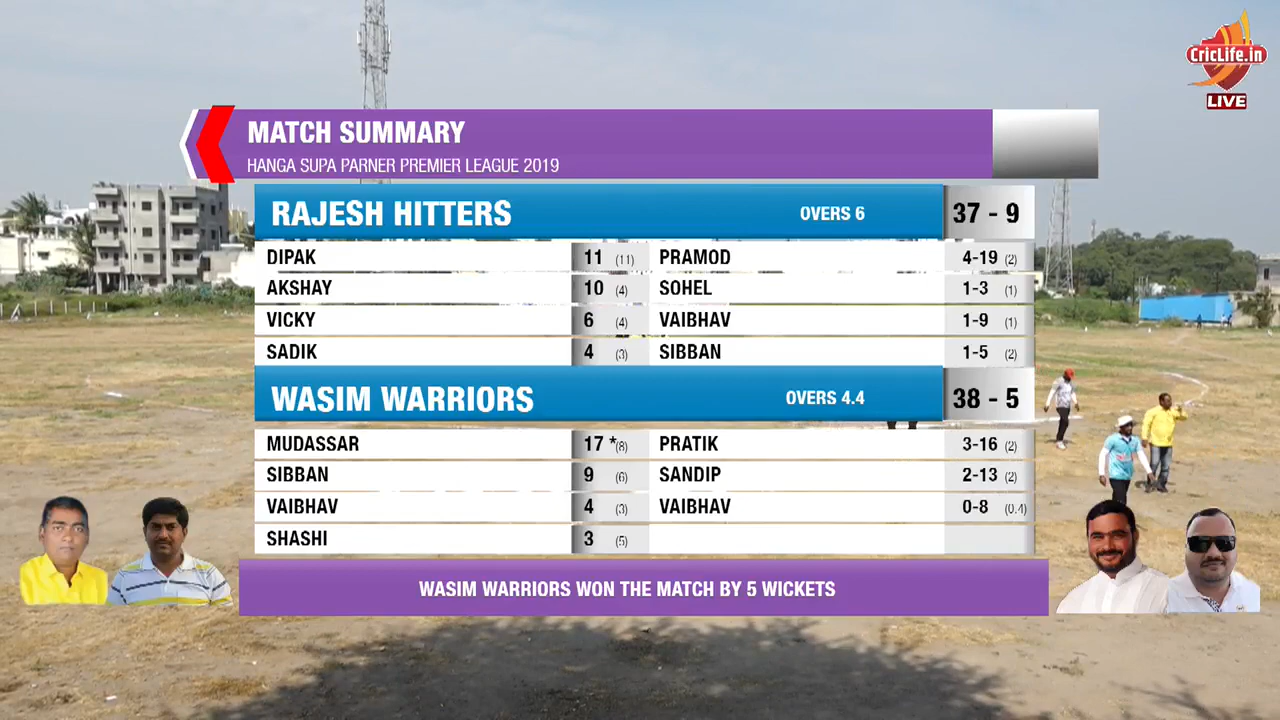 CricLife.in
LIVE
MATCH SUMMARY
HANGA SUPA PARNER PREMIER LEAGUE 2019
RAJESH HITTERS OVERS 6 37 - 9
DIPAK 11 (11) PRAMOD 4-19 (2)
AKSHAY 10 (4) SOHEL 1-3 (1)
VICKY 6 (4) VAIBHAV 1-9 (1)
SADIK 4 (3) SIBBAN 1-5 (2)
WASIM WARRIORS OVERS 4.4 38 - 5
MUDASSAR 17 *(8) PRATIK 3-16 (2)
SIBBAN 9 (6) SANDIP 2-13 (2)
VAIBHAV 4 (3) VAIBHAV 0-8 (0.4)
SHASHI 3 (5)
WASIM WARRIORS WON THE MATCH BY 5 WICKETS